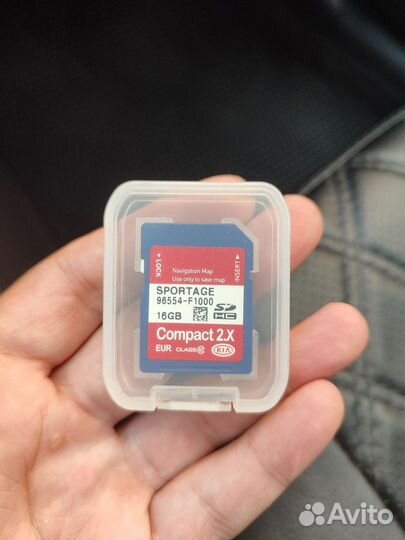 LOCK
INSERT
Navigation Map
Use only to save map
SPORTAGE
96554-F1000
16GB
SD
HC
Compact 2.X
EUR CLASS 10 KIA
Avito